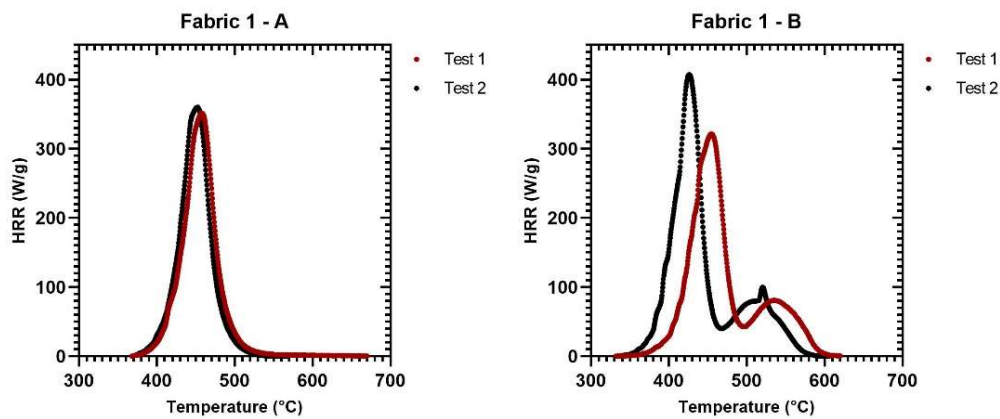 Fabric 1 - A
HRR (W/g)
400
300
200
100
0
300 400 500 600 700
Temperature (°C)
Test 1
Test 2
Fabric 1 - B
HRR (W/g)
400
300
200
100
0
300 400 500 600 700
Temperature (°C)
Test 1
Test 2